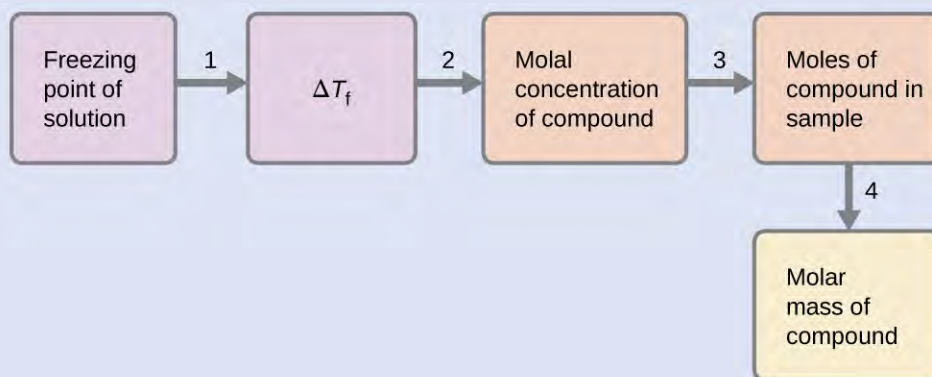 Freezing
point of
solution
1
ΔTf
2
Molal
concentration
of compound
3
Moles of
compound in
sample
4
Molar
mass of
compound